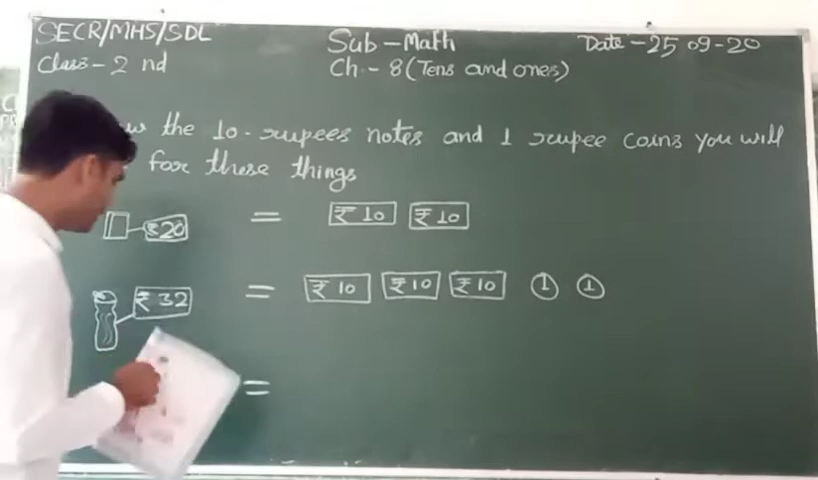 SECR/MHS/SDL
Sub-Math
Date-25 09-20
Class-2 nd
Ch-8 (Tens and ones)
the 10-rupees notes and 1 rupee coins you will
for these things
₹20 = ₹10 ₹10
₹32 = ₹10 ₹10 ₹10 1 1
=